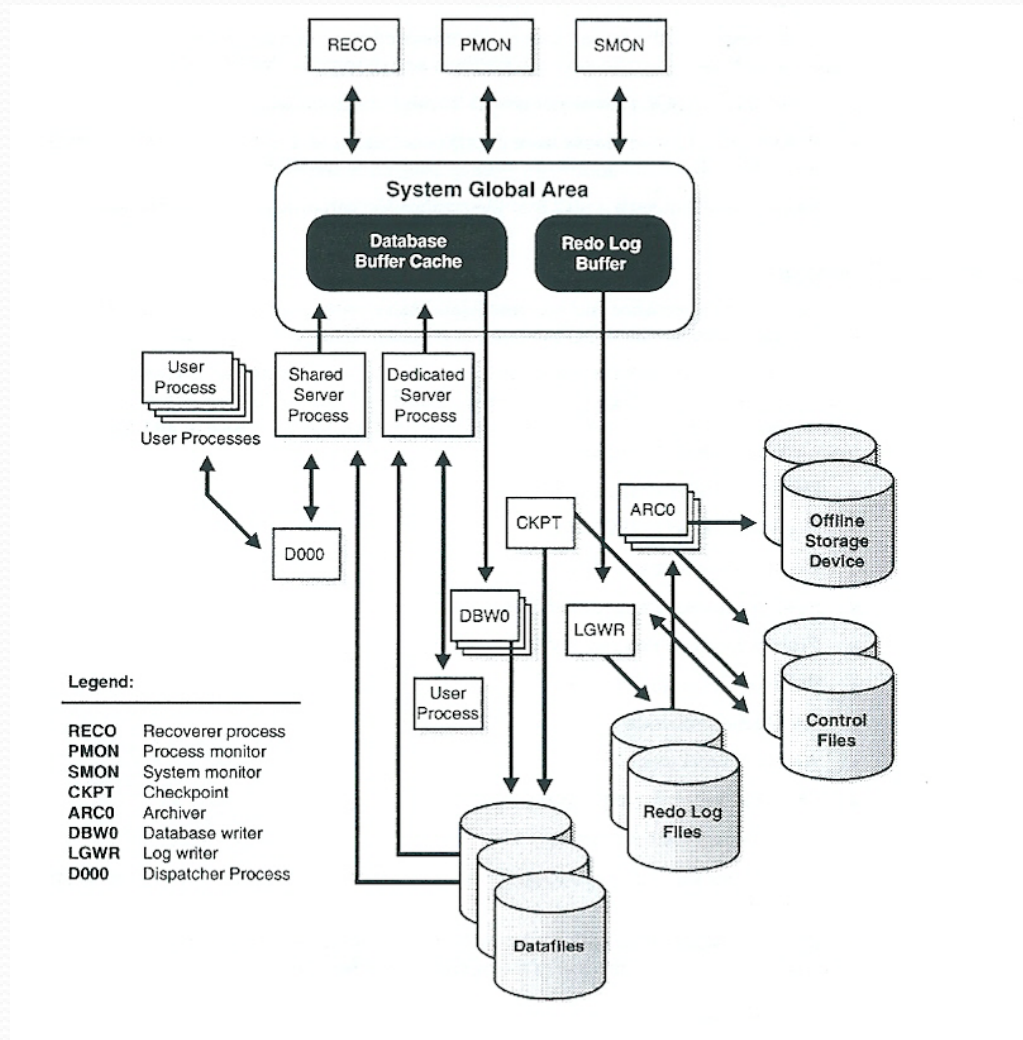 RECO
PMON
SMON
System Global Area
Database
Buffer Cache
Redo Log
Buffer
User
Process
User Processes
Shared
Server
Process
Dedicated
Server
Process
D000
CKPT
ARC0
Offline
Storage
Device
DBW0
LGWR
User
Process
Control
Files
Redo Log
Files
Datafiles
Legend:
RECO Recoverer process
PMON Process monitor
SMON System monitor
CKPT Checkpoint
ARC0 Archiver
DBW0 Database writer
LGWR Log writer
D000 Dispatcher Process